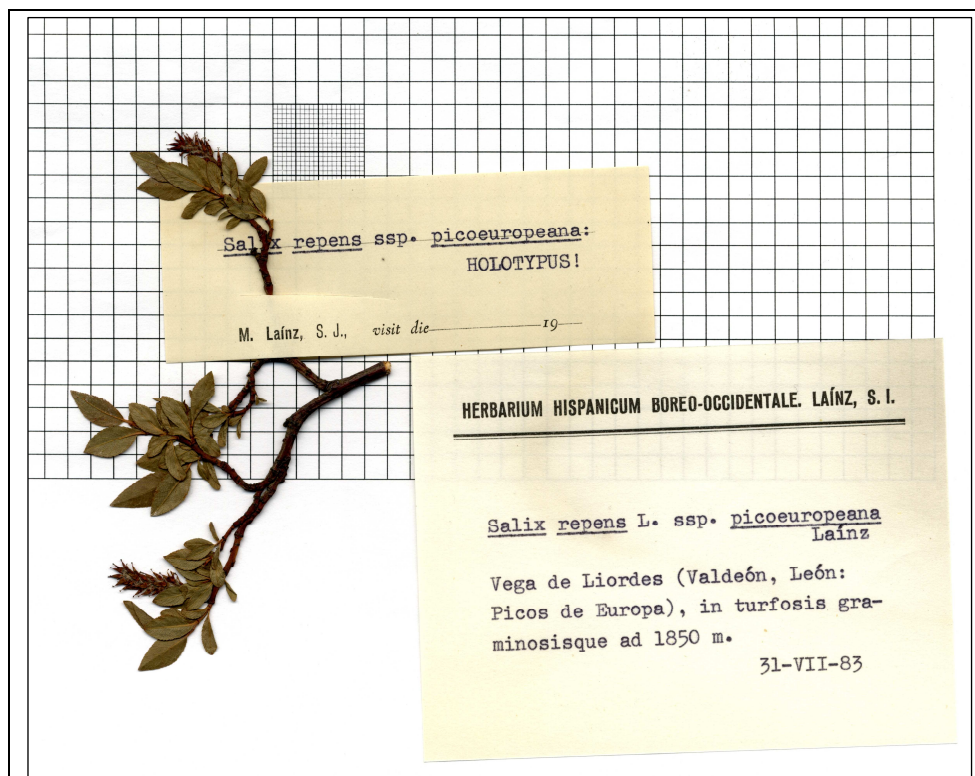 Salix repens ssp. picoeuropeana:
HOLOTYPUS!
M. Laínz, S. J., visit die 19
HERBARIUM HISPANICUM BOREO-OCCIDENTALE. LAÍNZ, S. I.
Salix repens L. ssp. picoeuropeana
Laínz
Vega de Liordes (Valdeón, León:
Picos de Europa), in turfosis gra-
minosisque ad 1850 m.
31-VII-83